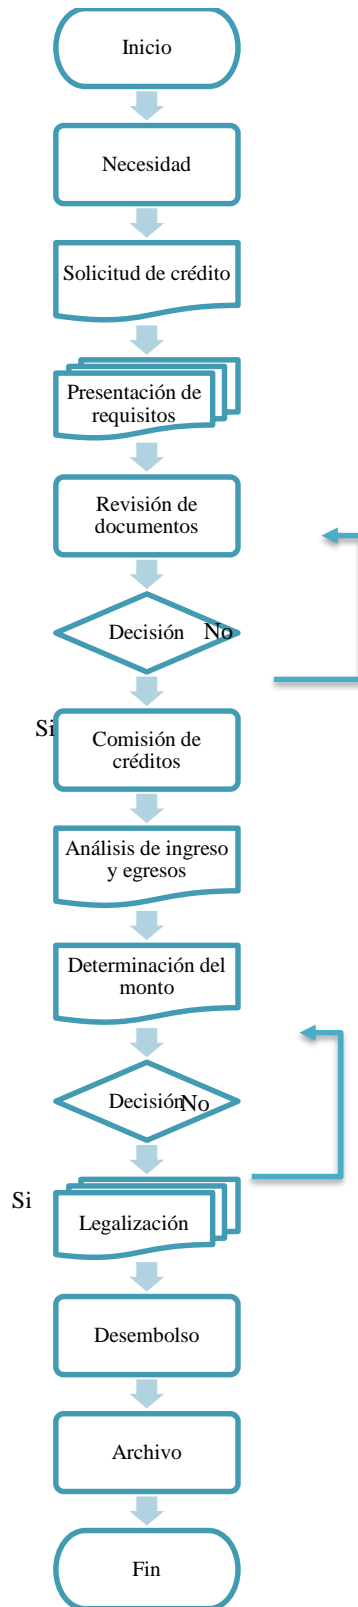 Inicio
Necesidad
Solicitud de crédito
Presentación de
requisitos
Revisión de
documentos
Decisión
No
Si
Comisión de
créditos
Análisis de ingreso
y egresos
Determinación del
monto
Decisión
No
Si
Legalización
Desembolso
Archivo
Fin